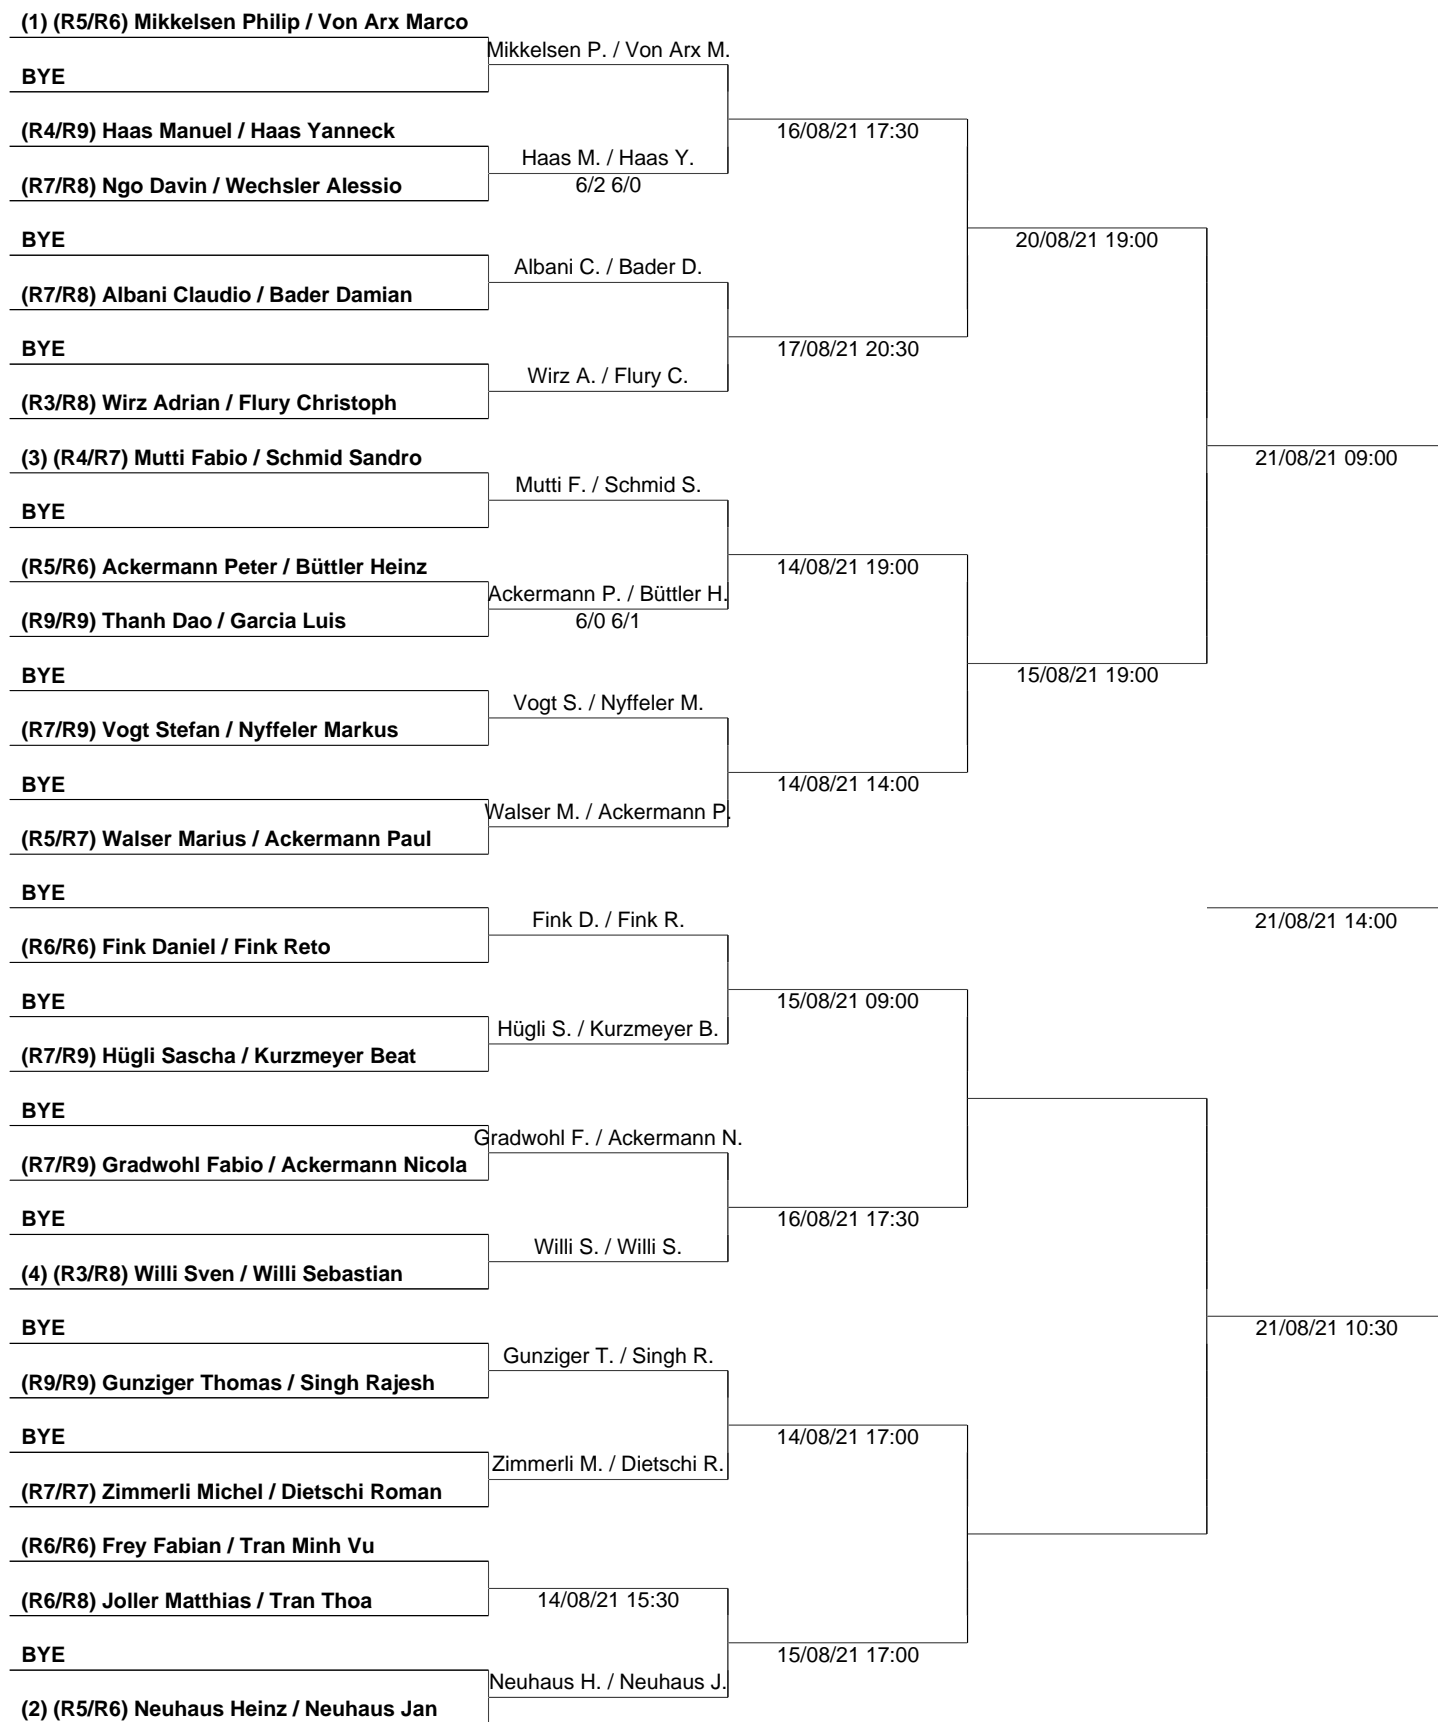 (1) (R5/R6) Mikkelsen Philip / Von Arx Marco
Mikkelsen P. / Von Arx M.
BYE
(R4/R9) Haas Manuel / Haas Yanneck
16/08/21 17:30
Haas M. / Haas Y.
(R7/R8) Ngo Davin / Wechsler Alessio
6/2 6/0
BYE
20/08/21 19:00
Albani C. / Bader D.
(R7/R8) Albani Claudio / Bader Damian
BYE
17/08/21 20:30
Wirz A. / Flury C.
(R3/R8) Wirz Adrian / Flury Christoph
(3) (R4/R7) Mutti Fabio / Schmid Sandro
21/08/21 09:00
Mutti F. / Schmid S.
BYE
(R5/R6) Ackermann Peter / Büttler Heinz
14/08/21 19:00
Ackermann P. / Büttler H.
(R9/R9) Thanh Dao / Garcia Luis
6/0 6/1
BYE
15/08/21 19:00
Vogt S. / Nyffeler M.
(R7/R9) Vogt Stefan / Nyffeler Markus
BYE
14/08/21 14:00
Walser M. / Ackermann P.
(R5/R7) Walser Marius / Ackermann Paul
BYE
Fink D. / Fink R.
21/08/21 14:00
(R6/R6) Fink Daniel / Fink Reto
BYE
15/08/21 09:00
Hügli S. / Kurzmeyer B.
(R7/R9) Hügli Sascha / Kurzmeyer Beat
BYE
Gradwohl F. / Ackermann N.
(R7/R9) Gradwohl Fabio / Ackermann Nicola
BYE
16/08/21 17:30
Willi S. / Willi S.
(4) (R3/R8) Willi Sven / Willi Sebastian
BYE
21/08/21 10:30
Gunziger T. / Singh R.
(R9/R9) Gunziger Thomas / Singh Rajesh
BYE
14/08/21 17:00
Zimmerli M. / Dietschi R.
(R7/R7) Zimmerli Michel / Dietschi Roman
(R6/R6) Frey Fabian / Tran Minh Vu
(R6/R8) Joller Matthias / Tran Thoa
14/08/21 15:30
BYE
15/08/21 17:00
Neuhaus H. / Neuhaus J.
(2) (R5/R6) Neuhaus Heinz / Neuhaus Jan